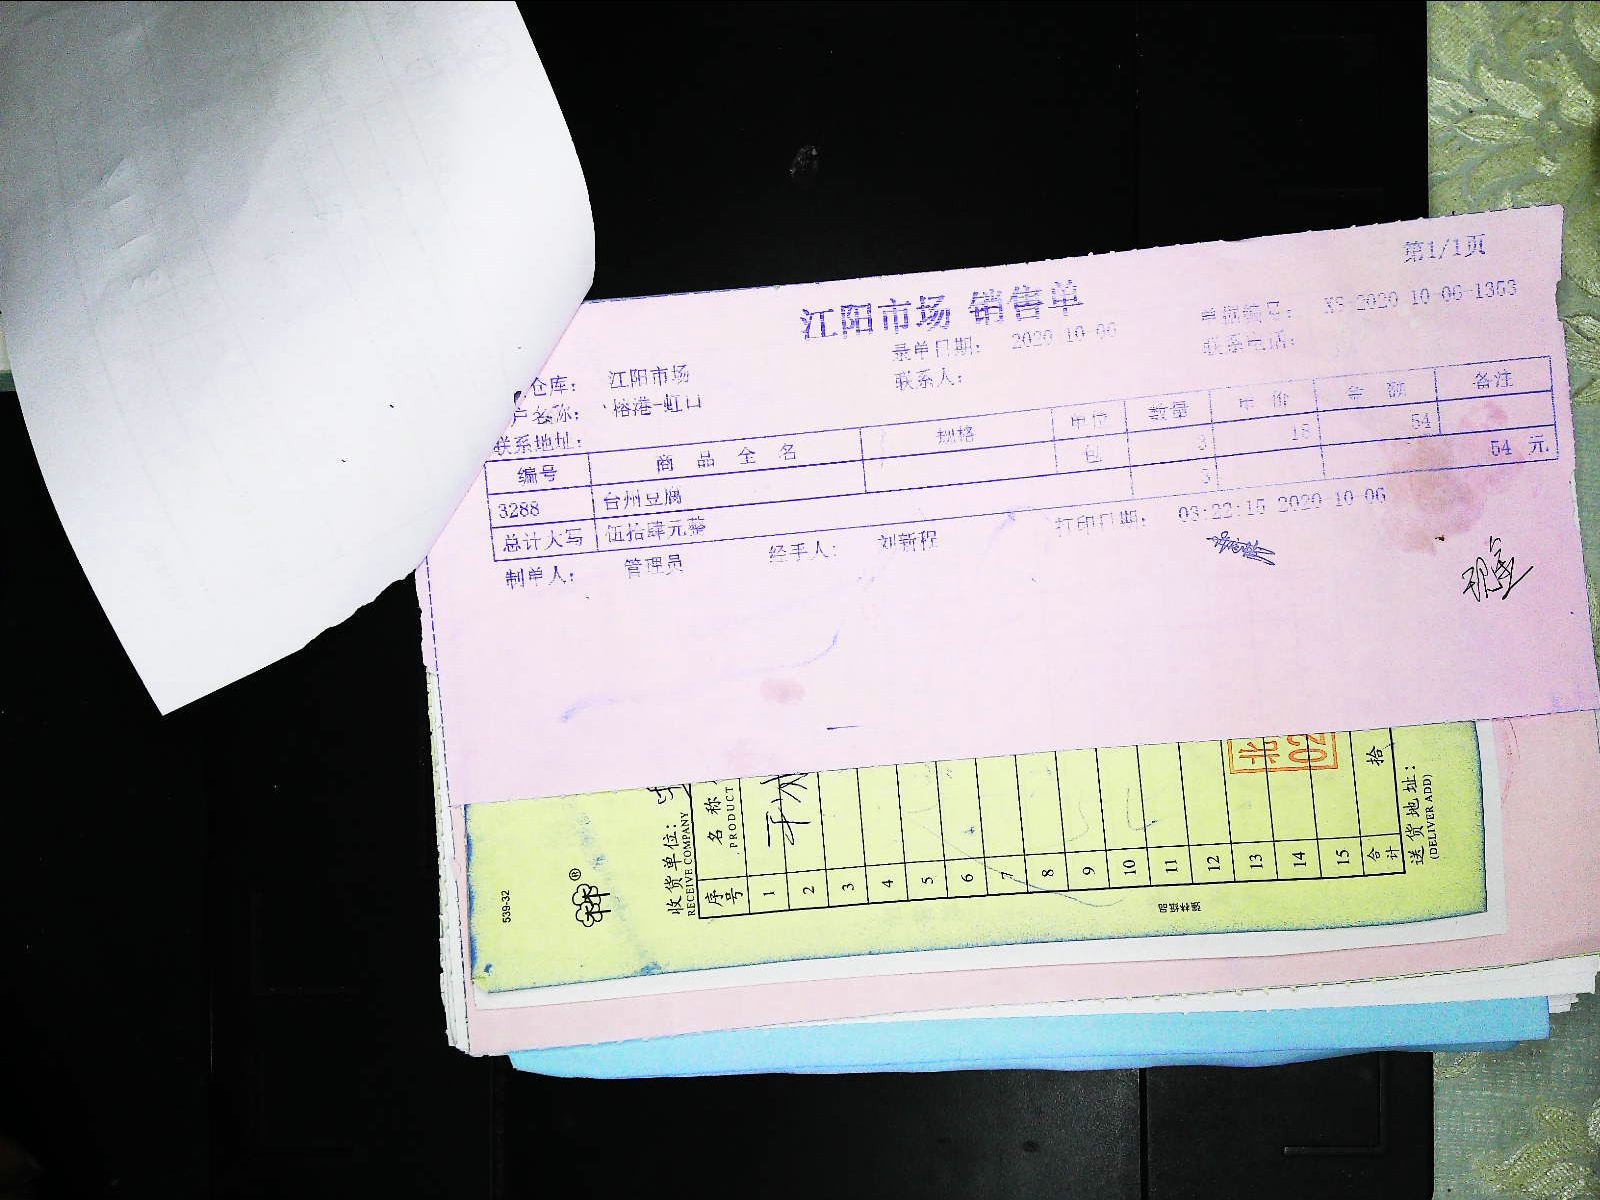 第1/1页
江阳市场 销售单
录单日期： 2020-10-06 单据编号： XS-2020-10-06-1353
仓库： 江阳市场 联系人： 联系电话：
户名称： 榕港-虹口
联系地址：
编号 商品全名 规格 单位 数量 单价 金额 备注
3288 台州豆腐 包 3 18 54
总计大写 伍拾肆元整 3 54 元
制单人： 管理员 经手人： 刘新程 打印日期： 03:22:15 2020-10-06
539-32
®
收货单位：
RECEIVE COMPANY
序号 名称
PRODUCT
1
2
3
4
5
6
7
8
9
10
11
12
13
14
15
合计 拾
送货地址：
(DELIVER ADD)